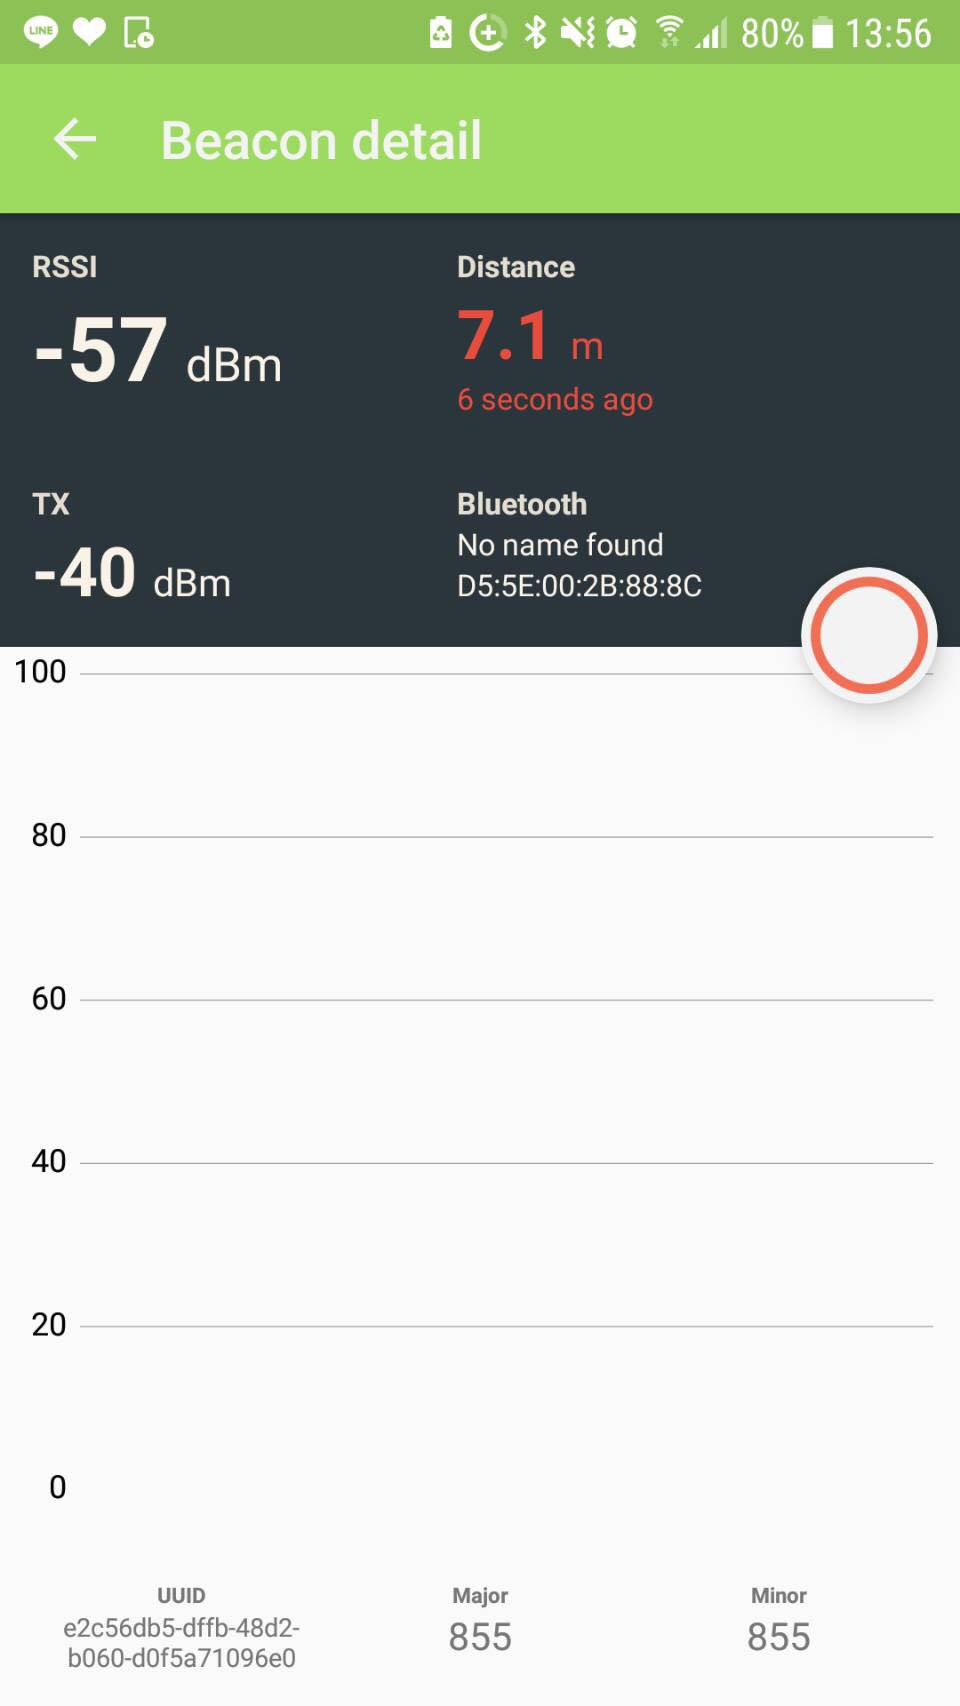 LINE
80% 13:56
Beacon detail
RSSI
-57 dBm
Distance
7.1 m
6 seconds ago
TX
-40 dBm
Bluetooth
No name found
D5:5E:00:2B:88:8C
100
80
60
40
20
0
UUID
e2c56db5-dffb-48d2-
b060-d0f5a71096e0
Major
855
Minor
855